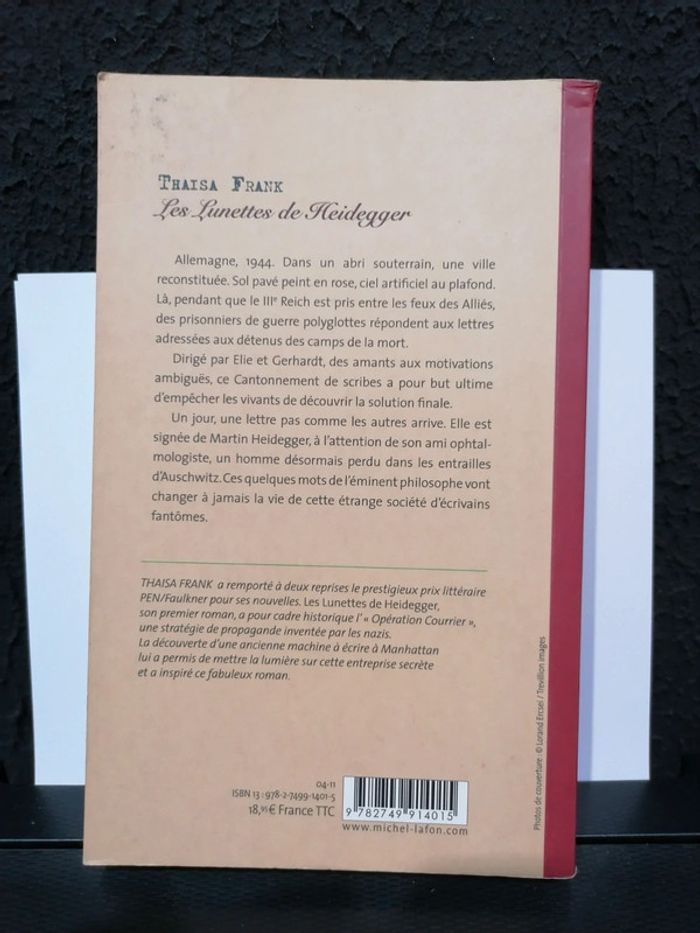 THAISA FRANK
Les Lunettes de Heidegger
Allemagne, 1944. Dans un abri souterrain, une ville
reconstituée. Sol pavé peint en rose, ciel artificiel au plafond.
Là, pendant que le IIIe Reich est pris entre les feux des Alliés,
des prisonniers de guerre polyglottes répondent aux lettres
adressées aux détenus des camps de la mort.
Dirigé par Elie et Gerhardt, des amants aux motivations
ambiguës, ce Cantonnement de scribes a pour but ultime
d'empêcher les vivants de découvrir la solution finale.
Un jour, une lettre pas comme les autres arrive. Elle est
signée de Martin Heidegger, à l'attention de son ami ophtal-
mologiste, un homme désormais perdu dans les entrailles
d'Auschwitz. Ces quelques mots de l'éminent philosophe vont
changer à jamais la vie de cette étrange société d'écrivains
fantômes.
THAISA FRANK a remporté à deux reprises le prestigieux prix littéraire
PEN/Faulkner pour ses nouvelles. Les Lunettes de Heidegger,
son premier roman, a pour cadre historique l' « Opération Courrier »,
une stratégie de propagande inventée par les nazis.
La découverte d'une ancienne machine à écrire à Manhattan
lui a permis de mettre la lumière sur cette entreprise secrète
et a inspiré ce fabuleux roman.
04-11
ISBN 13 : 978-2-7499-1401-5
18,95 € France TTC
9 782749 914015
www.michel-lafon.com
Photos de couverture : © Lorand Ercsei / Trevillion images